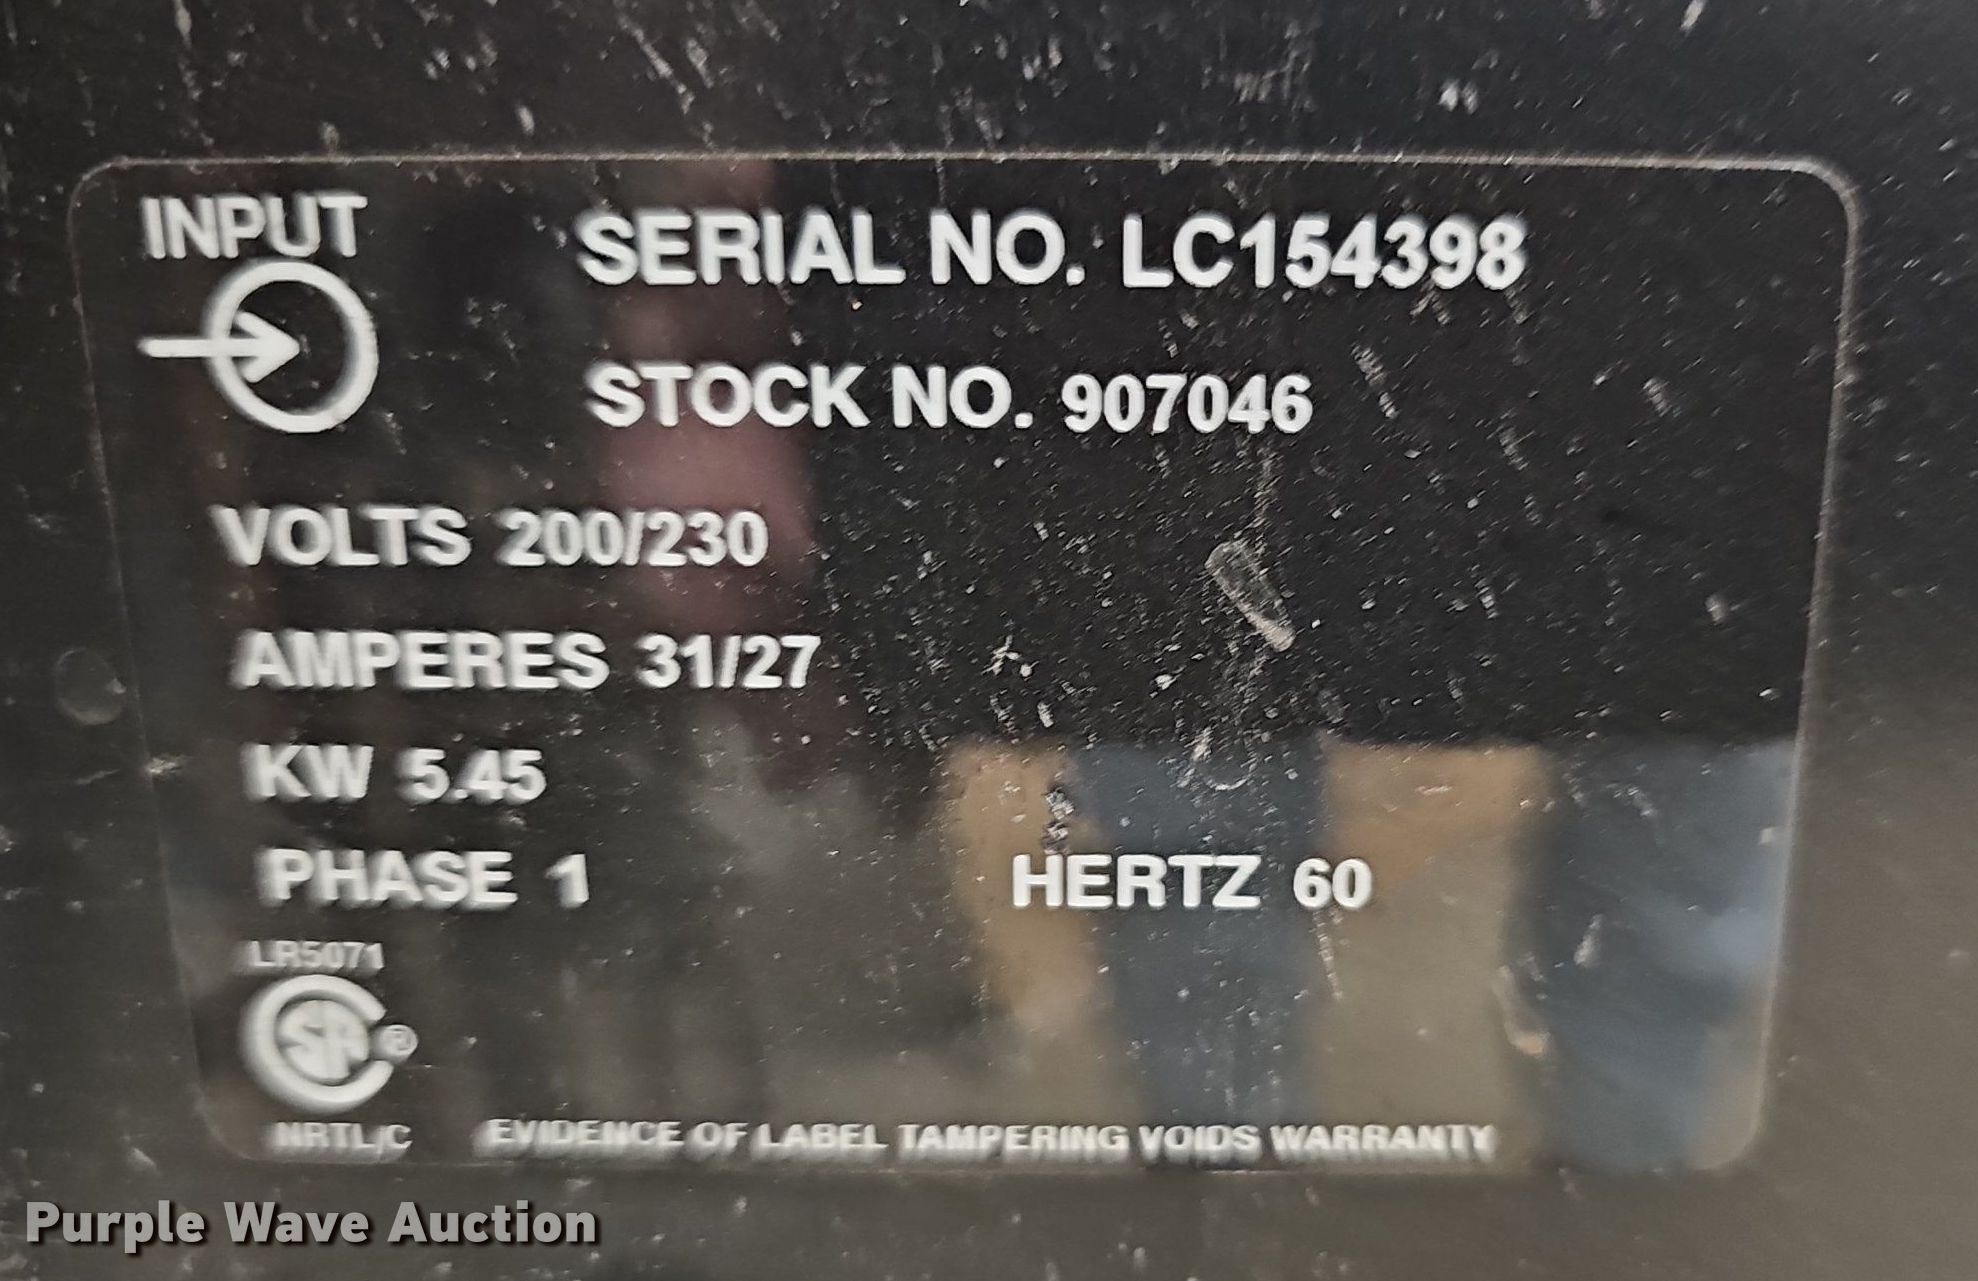 INPUT
SERIAL NO. LC154398
STOCK NO. 907046
VOLTS 200/230
AMPERES 31/27
KW 5.45
PHASE 1 HERTZ 60
LR5071
CSA®
NRTL/C EVIDENCE OF LABEL TAMPERING VOIDS WARRANTY
Purple Wave Auction